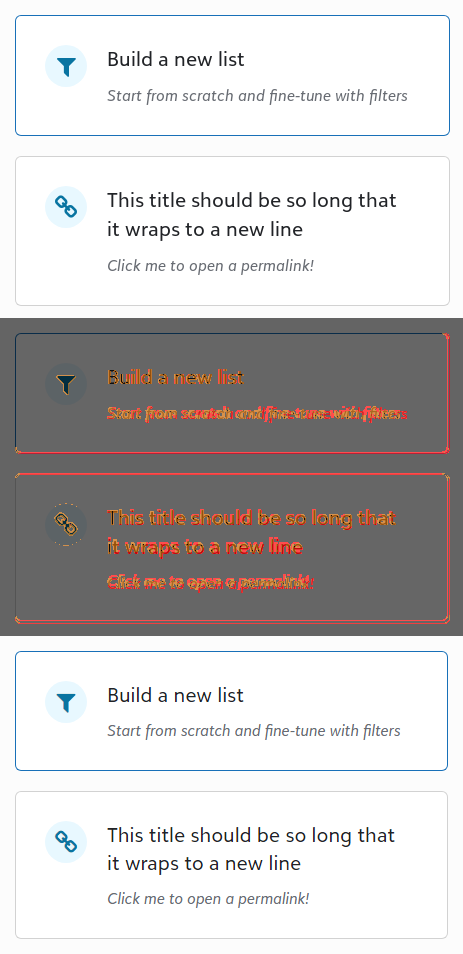 Build a new list
Start from scratch and fine-tune with filters
This title should be so long that
it wraps to a new line
Click me to open a permalink!
Build a new list
Start from scratch and fine-tune with filters
This title should be so long that
it wraps to a new line
Click me to open a permalink!
Build a new list
Start from scratch and fine-tune with filters
This title should be so long that
it wraps to a new line
Click me to open a permalink!